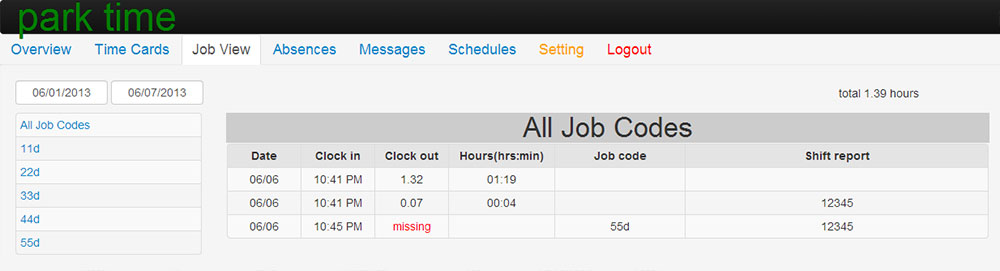 park time
Overview Time Cards Job View Absences Messages Schedules Setting Logout
06/01/2013 06/07/2013 total 1.39 hours
All Job Codes
11d
22d
33d
44d
55d
All Job Codes
Date Clock in Clock out Hours(hrs:min) Job code Shift report
06/06 10:41 PM 1.32 01:19
06/06 10:41 PM 0.07 00:04 12345
06/06 10:45 PM missing 55d 12345